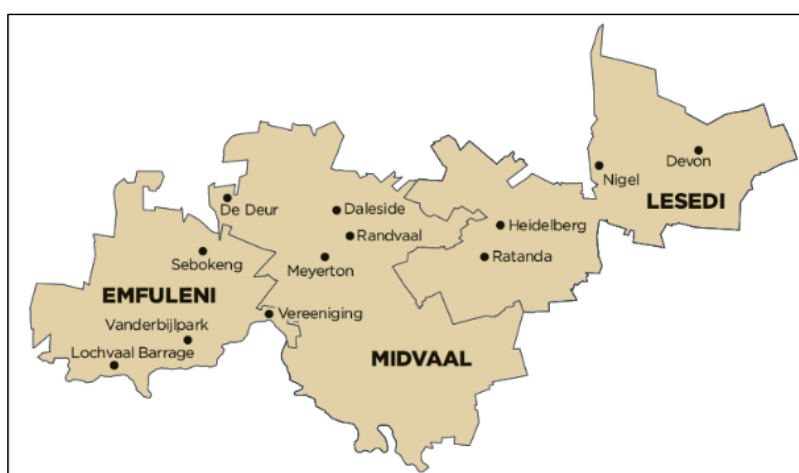 Devon
Nigel
LESEDI
De Deur
Daleside
Heidelberg
Randvaal
Sebokeng
Meyerton
Ratanda
EMFULENI
Vereeniging
Vanderbijlpark
Lochvaal Barrage
MIDVAAL